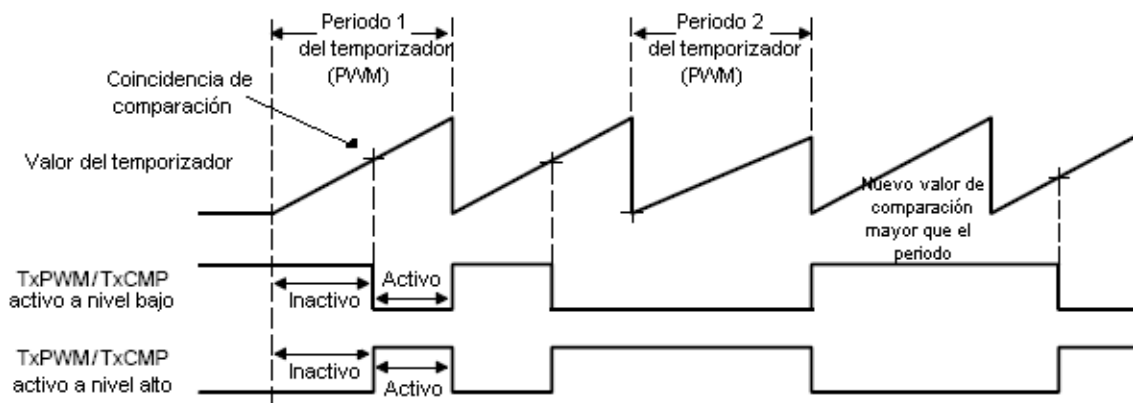 Periodo 1
del temporizador
(PWM)
Periodo 2
del temporizador
(PWM)
Coincidencia de
comparación
Valor del temporizador
Nuevo valor de
comparación
mayor que el
periodo
TxPWM/TxCMP
activo a nivel bajo
Inactivo
Activo
TxPWM/TxCMP
activo a nivel alto
Inactivo
Activo